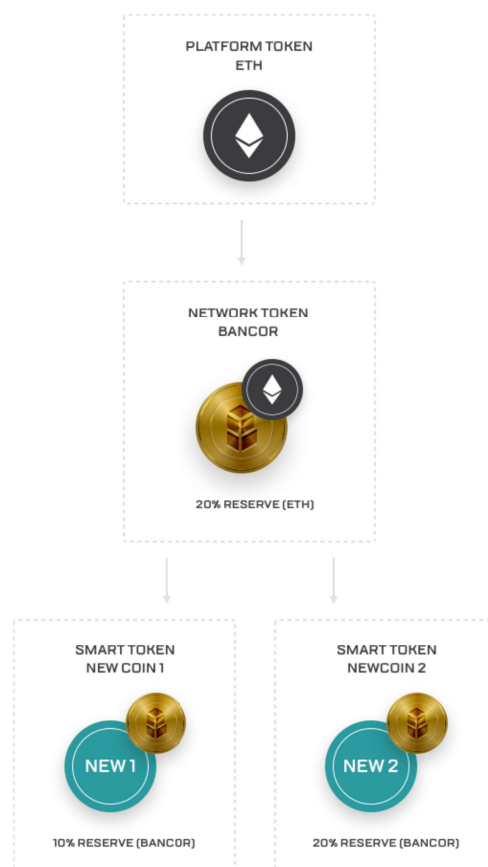 PLATFORM TOKEN
ETH
NETWORK TOKEN
BANCOR
20% RESERVE (ETH)
SMART TOKEN
NEW COIN 1
NEW 1
10% RESERVE (BANCOR)
SMART TOKEN
NEWCOIN 2
NEW 2
20% RESERVE (BANCOR)